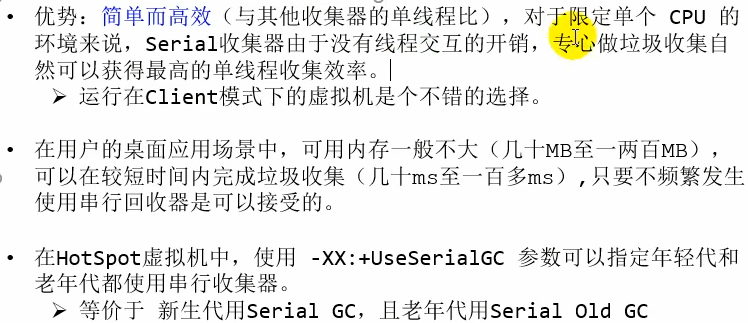 • 优势：简单而高效（与其他收集器的单线程比），对于限定单个 CPU 的
环境来说，Serial收集器由于没有线程交互的开销，专心做垃圾收集自
然可以获得最高的单线程收集效率。
➢ 运行在Client模式下的虚拟机是个不错的选择。
• 在用户的桌面应用场景中，可用内存一般不大（几十MB至一两百MB），
可以在较短时间内完成垃圾收集（几十ms至一百多ms）,只要不频繁发生
使用串行回收器是可以接受的。
• 在HotSpot虚拟机中，使用 -XX:+UseSerialGC 参数可以指定年轻代和
老年代都使用串行收集器。
➢ 等价于 新生代用Serial GC，且老年代用Serial Old GC